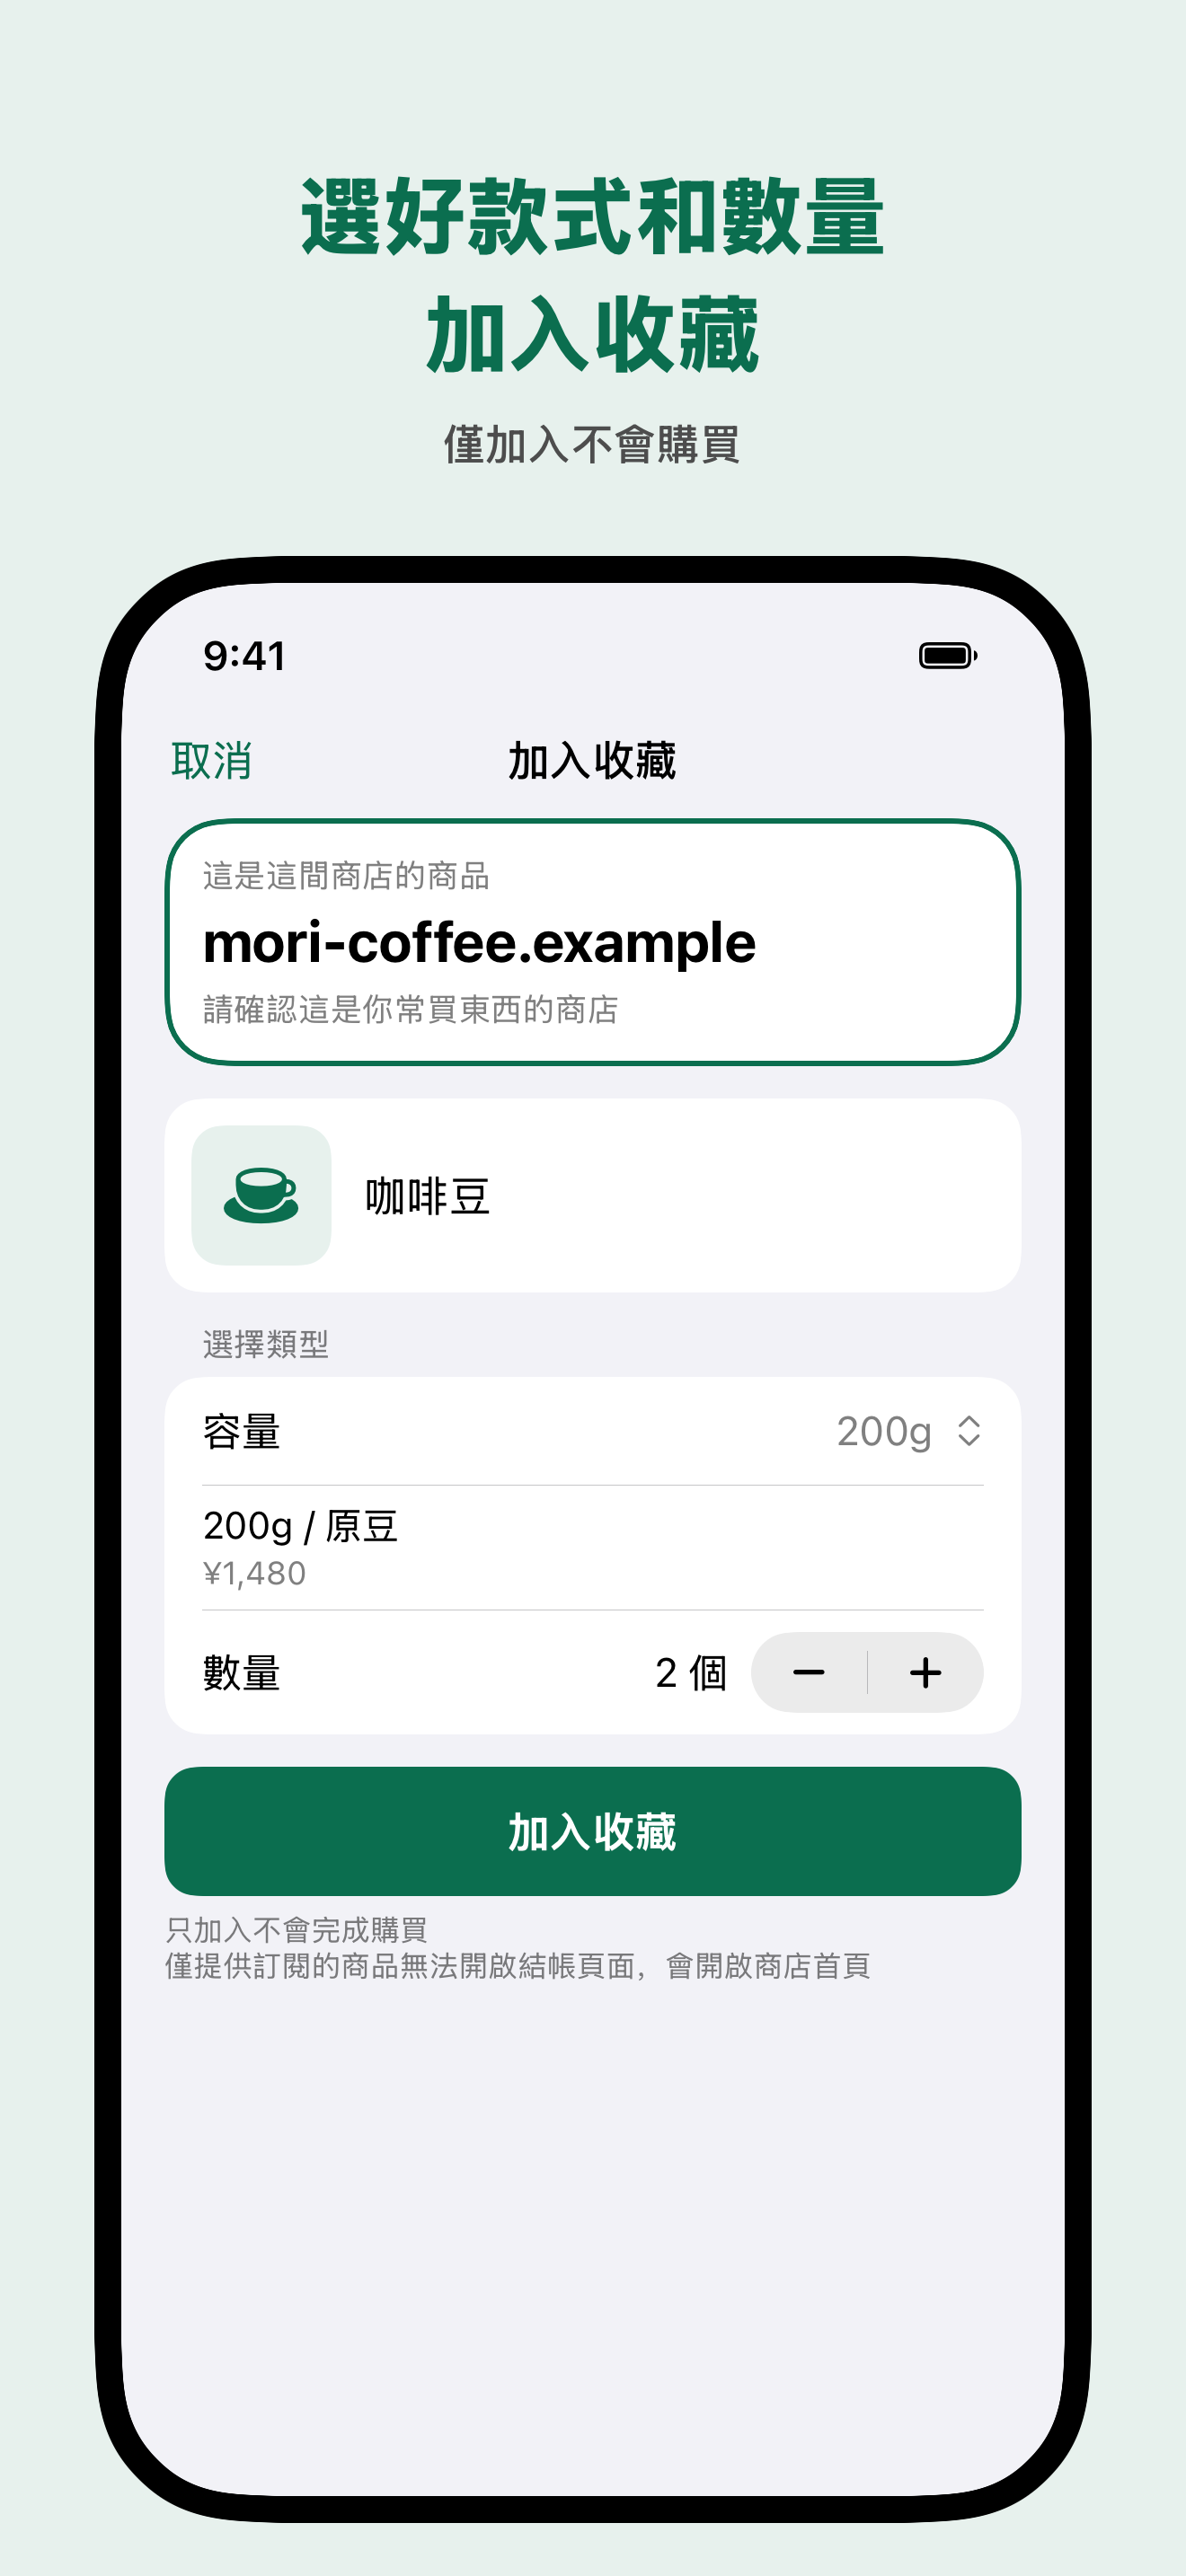 選好款式和數量
加入收藏
僅加入不會購買
9:41
取消
加入收藏
這是這間商店的商品
mori-coffee.example
請確認這是你常買東西的商店
咖啡豆
選擇類型
容量
200g
200g / 原豆
¥1,480
數量
2 個
加入收藏
只加入不會完成購買
僅提供訂閱的商品無法開啟結帳頁面，會開啟商店首頁